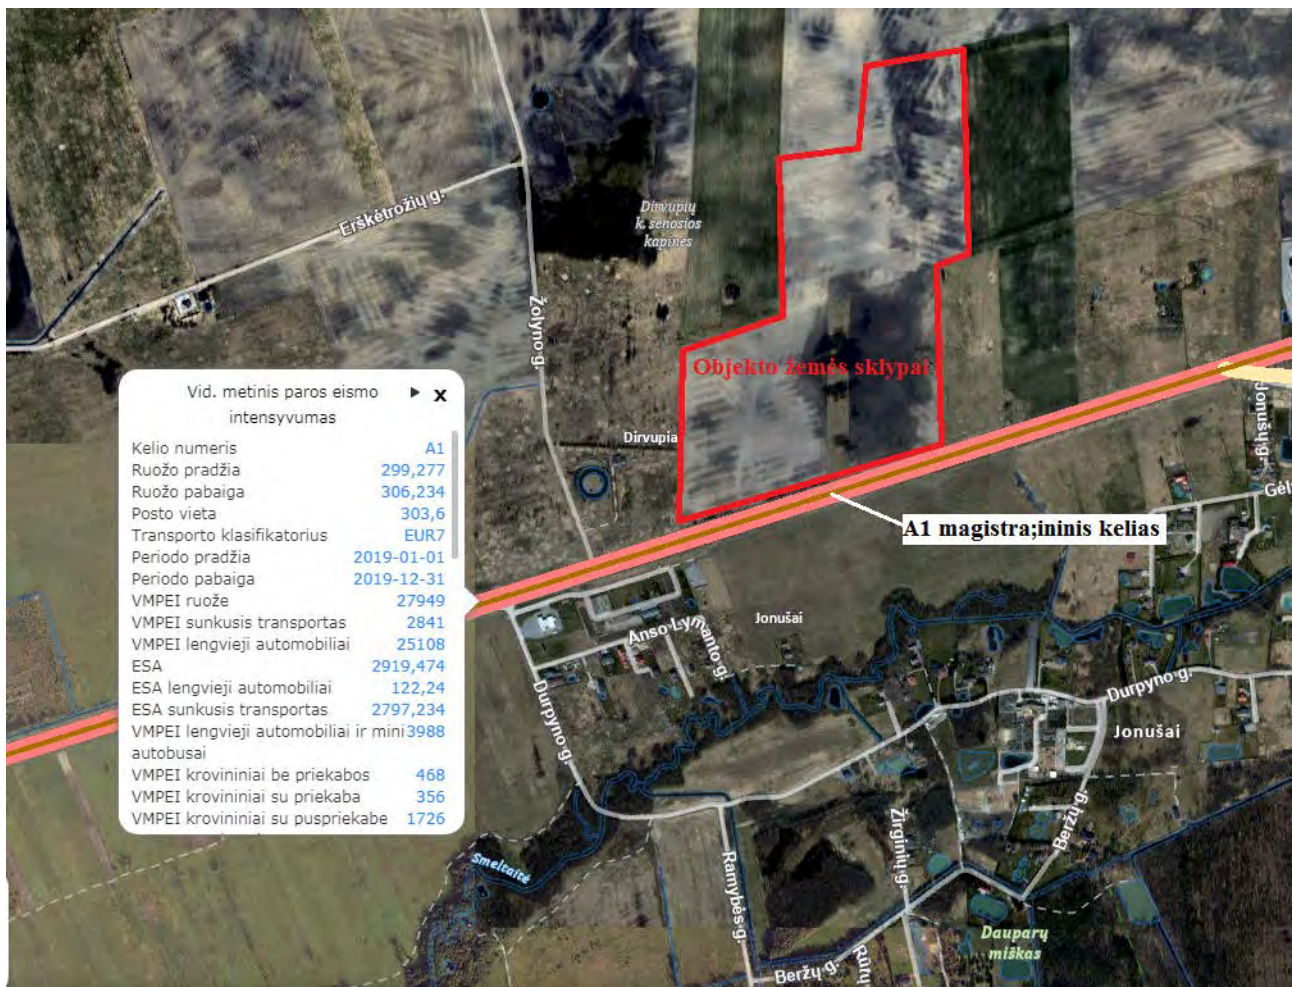 Dirvupių
k. senosios
kapinės
Erškėtrožių g.
Žolyno g.
Objekto žemės sklypai
Vid. metinis paros eismo
intensyvumas
x
Kelio numeris A1
Ruožo pradžia 299,277
Ruožo pabaiga 306,234
Posto vieta 303,6
Transporto klasifikatorius EUR7
Periodo pradžia 2019-01-01
Periodo pabaiga 2019-12-31
VMPEI ruože 27949
VMPEI sunkusis transportas 2841
VMPEI lengvieji automobiliai 25108
ESA 2919,474
ESA lengvieji automobiliai 122,24
ESA sunkusis transportas 2797,234
VMPEI lengvieji automobiliai ir mini 3988
autobusai
VMPEI krovininiai be priekabos 468
VMPEI krovininiai su priekaba 356
VMPEI krovininiai su puspriekabe 1726
Dirvupia
Jonušų g.
Gėl
A1 magistra;ininis kelias
Anso Lymanto g.
Jonušai
Durpyno g.
Durpyno g.
Jonušai
Beržų g.
Žirginių g.
Smeltaitė
Ramybės g.
Daupary
miškas
Beržų g.
Rūtų